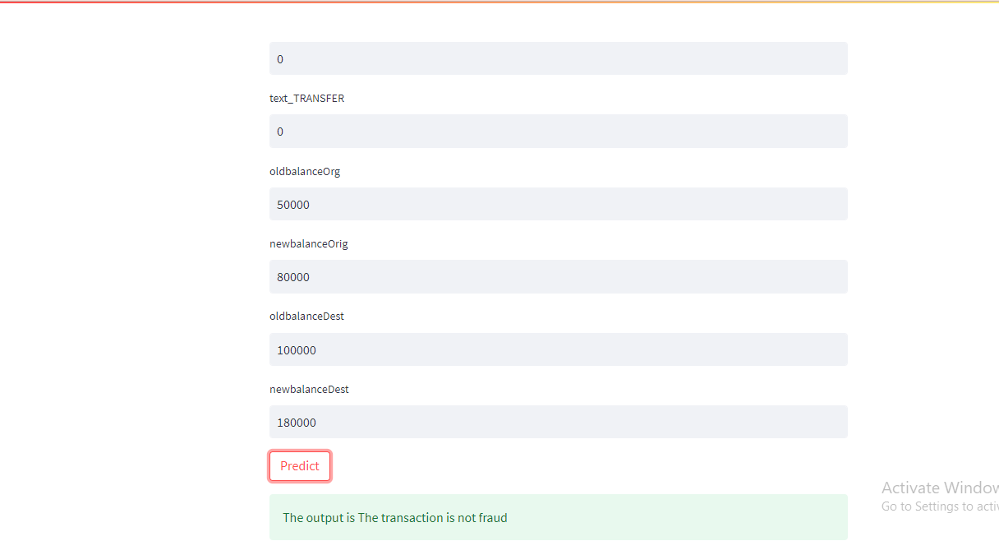 0
text_TRANSFER
0
oldbalanceOrg
50000
newbalanceOrig
80000
oldbalanceDest
100000
newbalanceDest
180000
Predict
Activate Window
Go to Settings to activ
The output is The transaction is not fraud